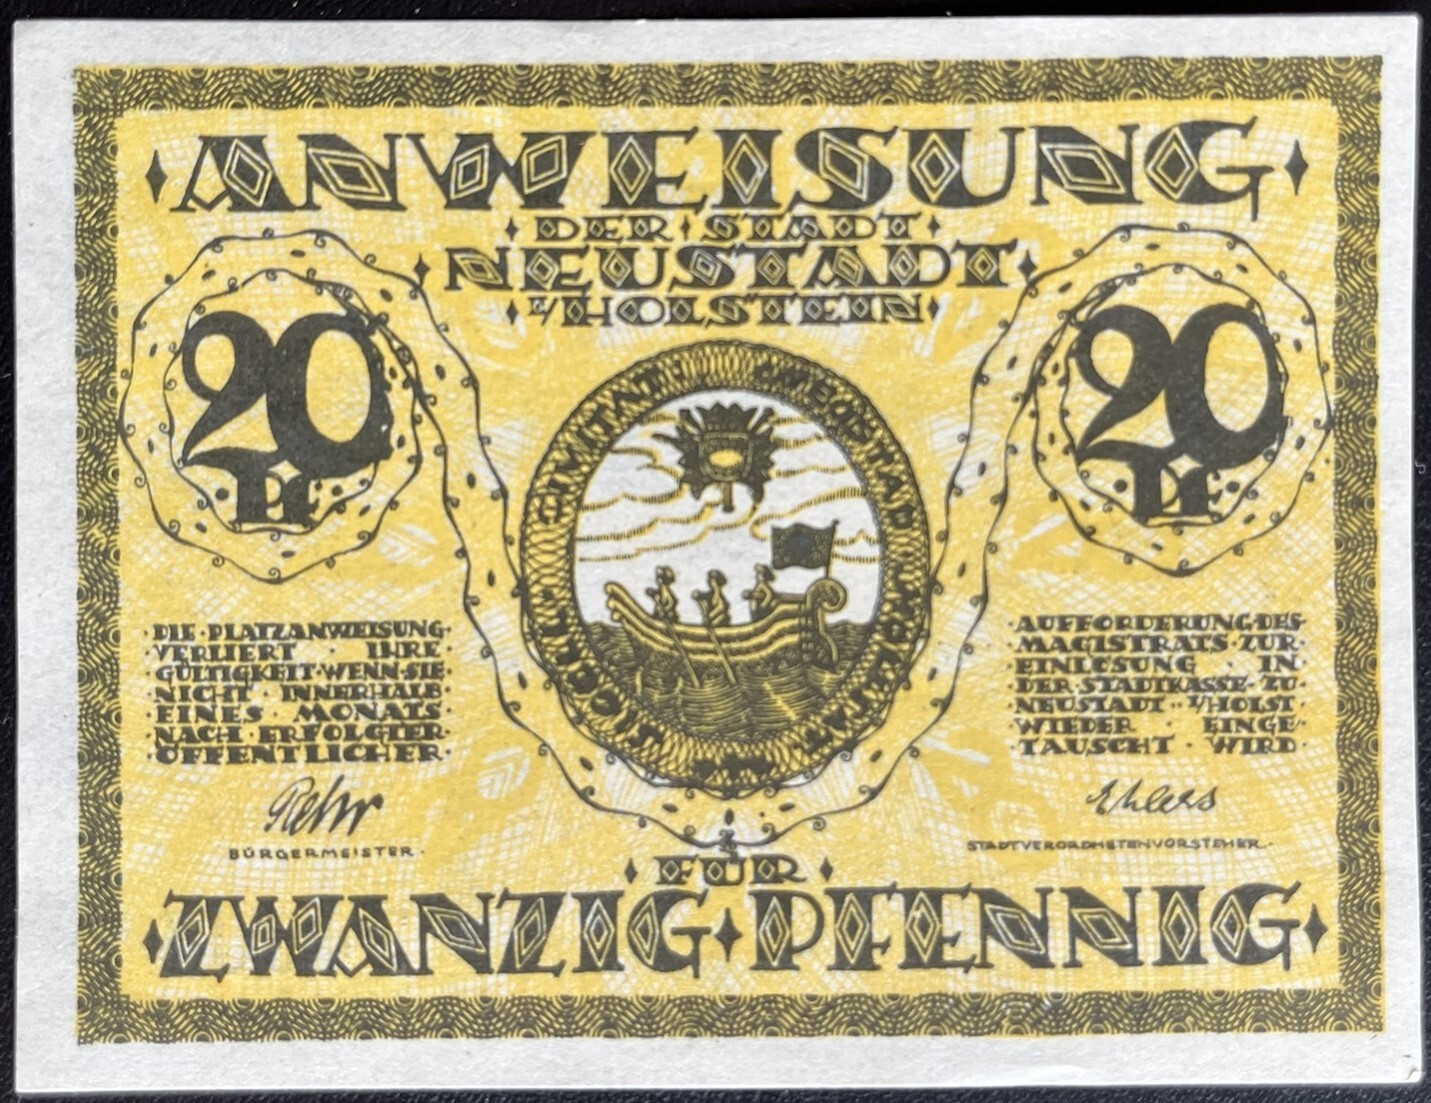 ANWEISUNG
DER STADT
NEUSTADT
I/HOLSTEIN
20
Pf
20
Pf
DIE PLATZANWEISUNG
VERLIERT IHRE
GÜLTIGKEIT WENN SIE
NICHT INNERHALB
EINES MONATS
NACH ERFOLGTER
ÖFFENTLICHER
AUFFORDERUNG DES
MAGISTRATS ZUR
EINLÖSUNG IN
DER STADTKASSE ZU
NEUSTADT I/HOLST
WIEDER EINGE
TAUSCHT WIRD
Ehlers
BÜRGERMEISTER
STADTVERORDNETENVORSTEHER
FÜR
ZWANZIG PFENNIG